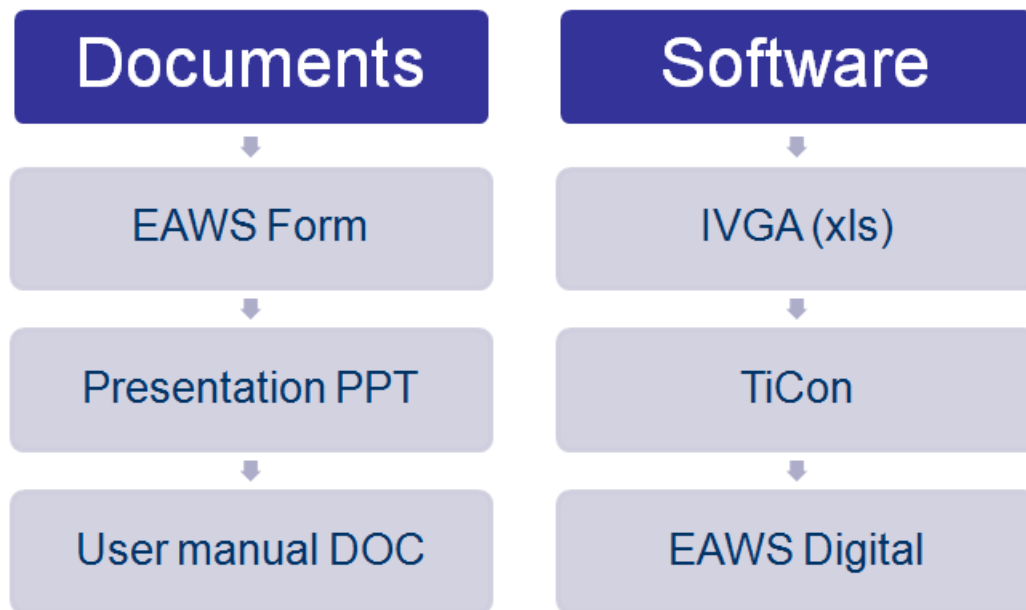 Documents
EAWS Form
Presentation PPT
User manual DOC
Software
IVGA (xls)
TiCon
EAWS Digital